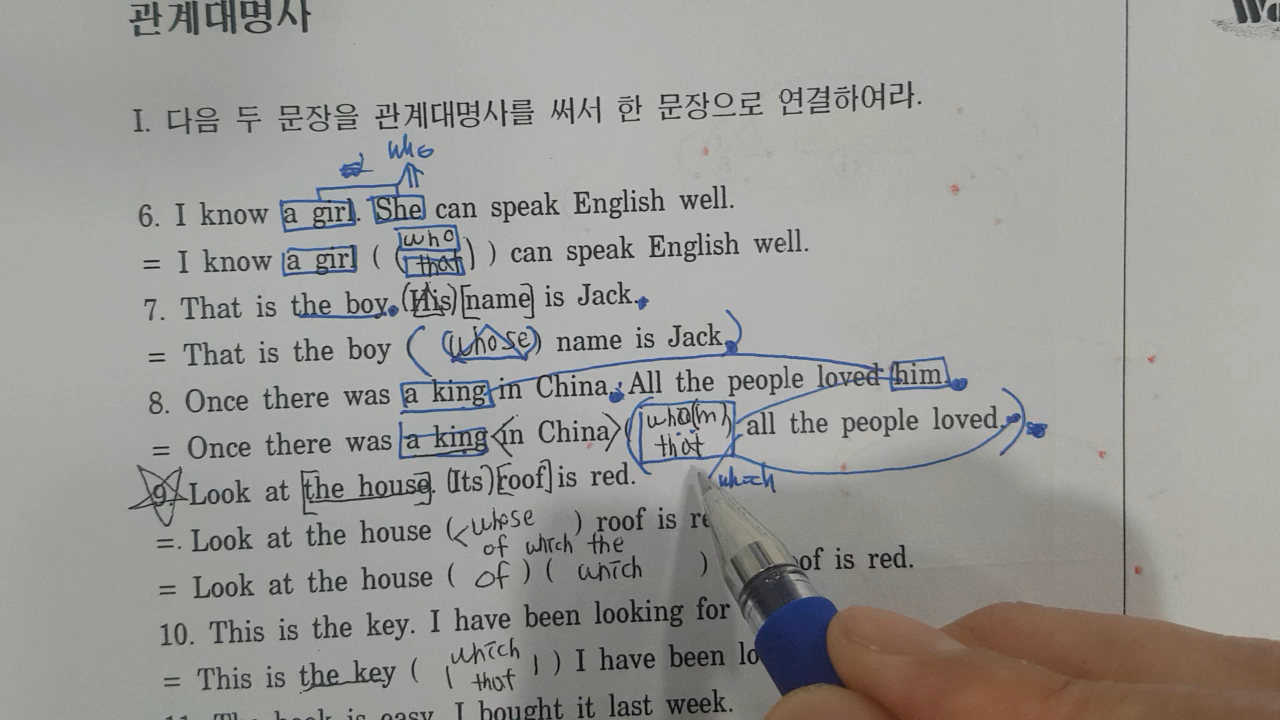 관계대명사
I. 다음 두 문장을 관계대명사를 써서 한 문장으로 연결하여라.
who
6. I know a girl. She can speak English well.
who
= I know a girl ( ( that ) ) can speak English well.
7. That is the boy. (His) [name] is Jack.
= That is the boy ( (whose) name is Jack.)
8. Once there was a king in China. All the people loved him.
who(m)
= Once there was a king <in China> ( that all the people loved.)
which
9. Look at [the house]. (Its) [roof] is red.
=. Look at the house (< whose ) roof is
of which the
= Look at the house ( of ) ( which ) is red.
10. This is the key. I have been looking for
which
= This is the key ( that ) I have been
is easy. I bought it last week.